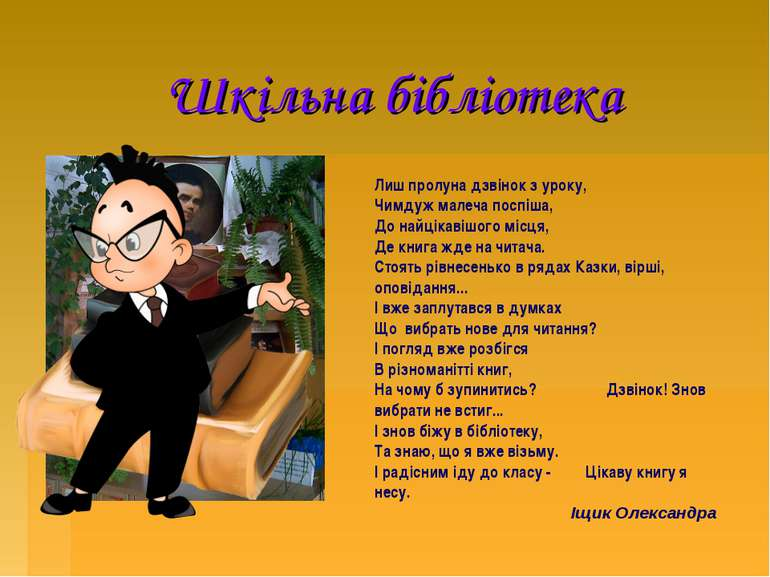 Шкільна бібліотека
Лиш пролуна дзвінок з уроку,
Чимдуж малеча поспіша,
До найцікавішого місця,
Де книга жде на читача.
Стоять рівнесенько в рядах Казки, вірші,
оповідання...
І вже заплутався в думках
Що вибрать нове для читання?
І погляд вже розбігся
В різноманітті книг,
На чому б зупинитись? Дзвінок! Знов
вибрати не встиг...
І знов біжу в бібліотеку,
Та знаю, що я вже візьму.
І радісним іду до класу - Цікаву книгу я
несу.
Іщик Олександра